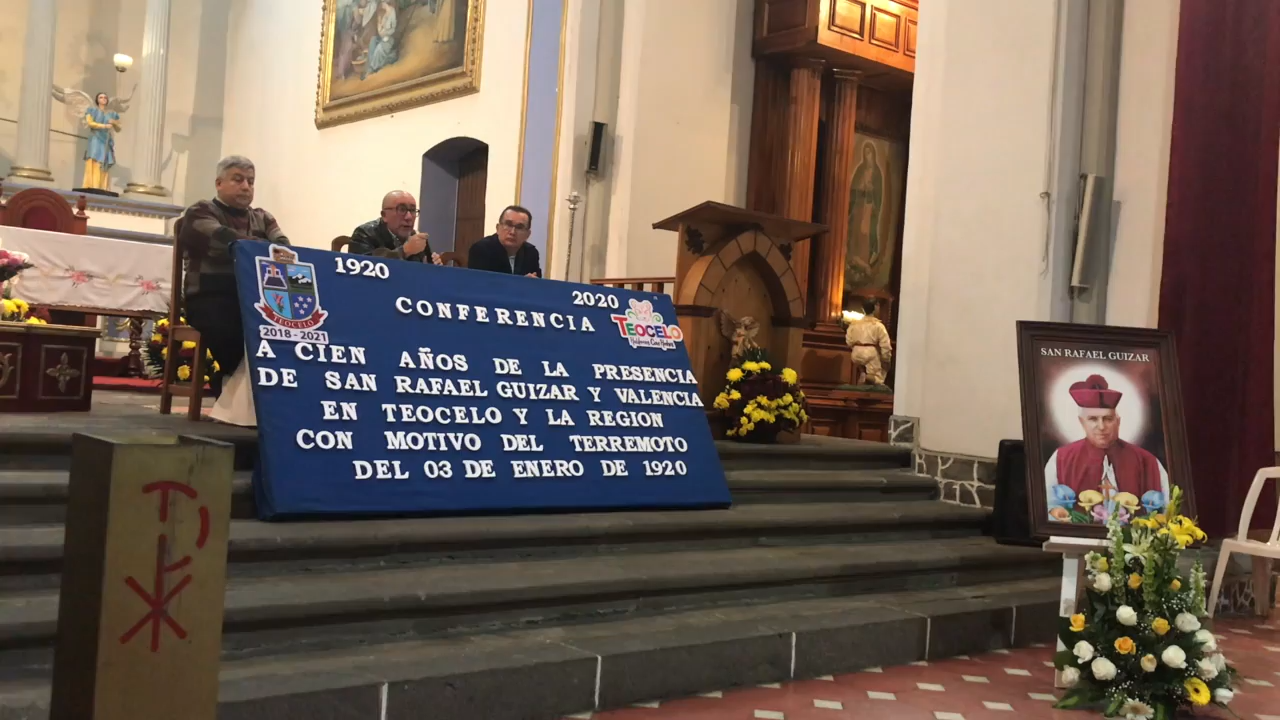 1920
2020
CONFERENCIA
TEOCELO
2018 - 2021
TEOCELO
A CIEN AÑOS DE LA PRESENCIA
DE SAN RAFAEL GUIZAR Y VALENCIA
EN TEOCELO Y LA REGION
CON MOTIVO DEL TERREMOTO
DEL 03 DE ENERO DE 1920
SAN RAFAEL GUIZAR